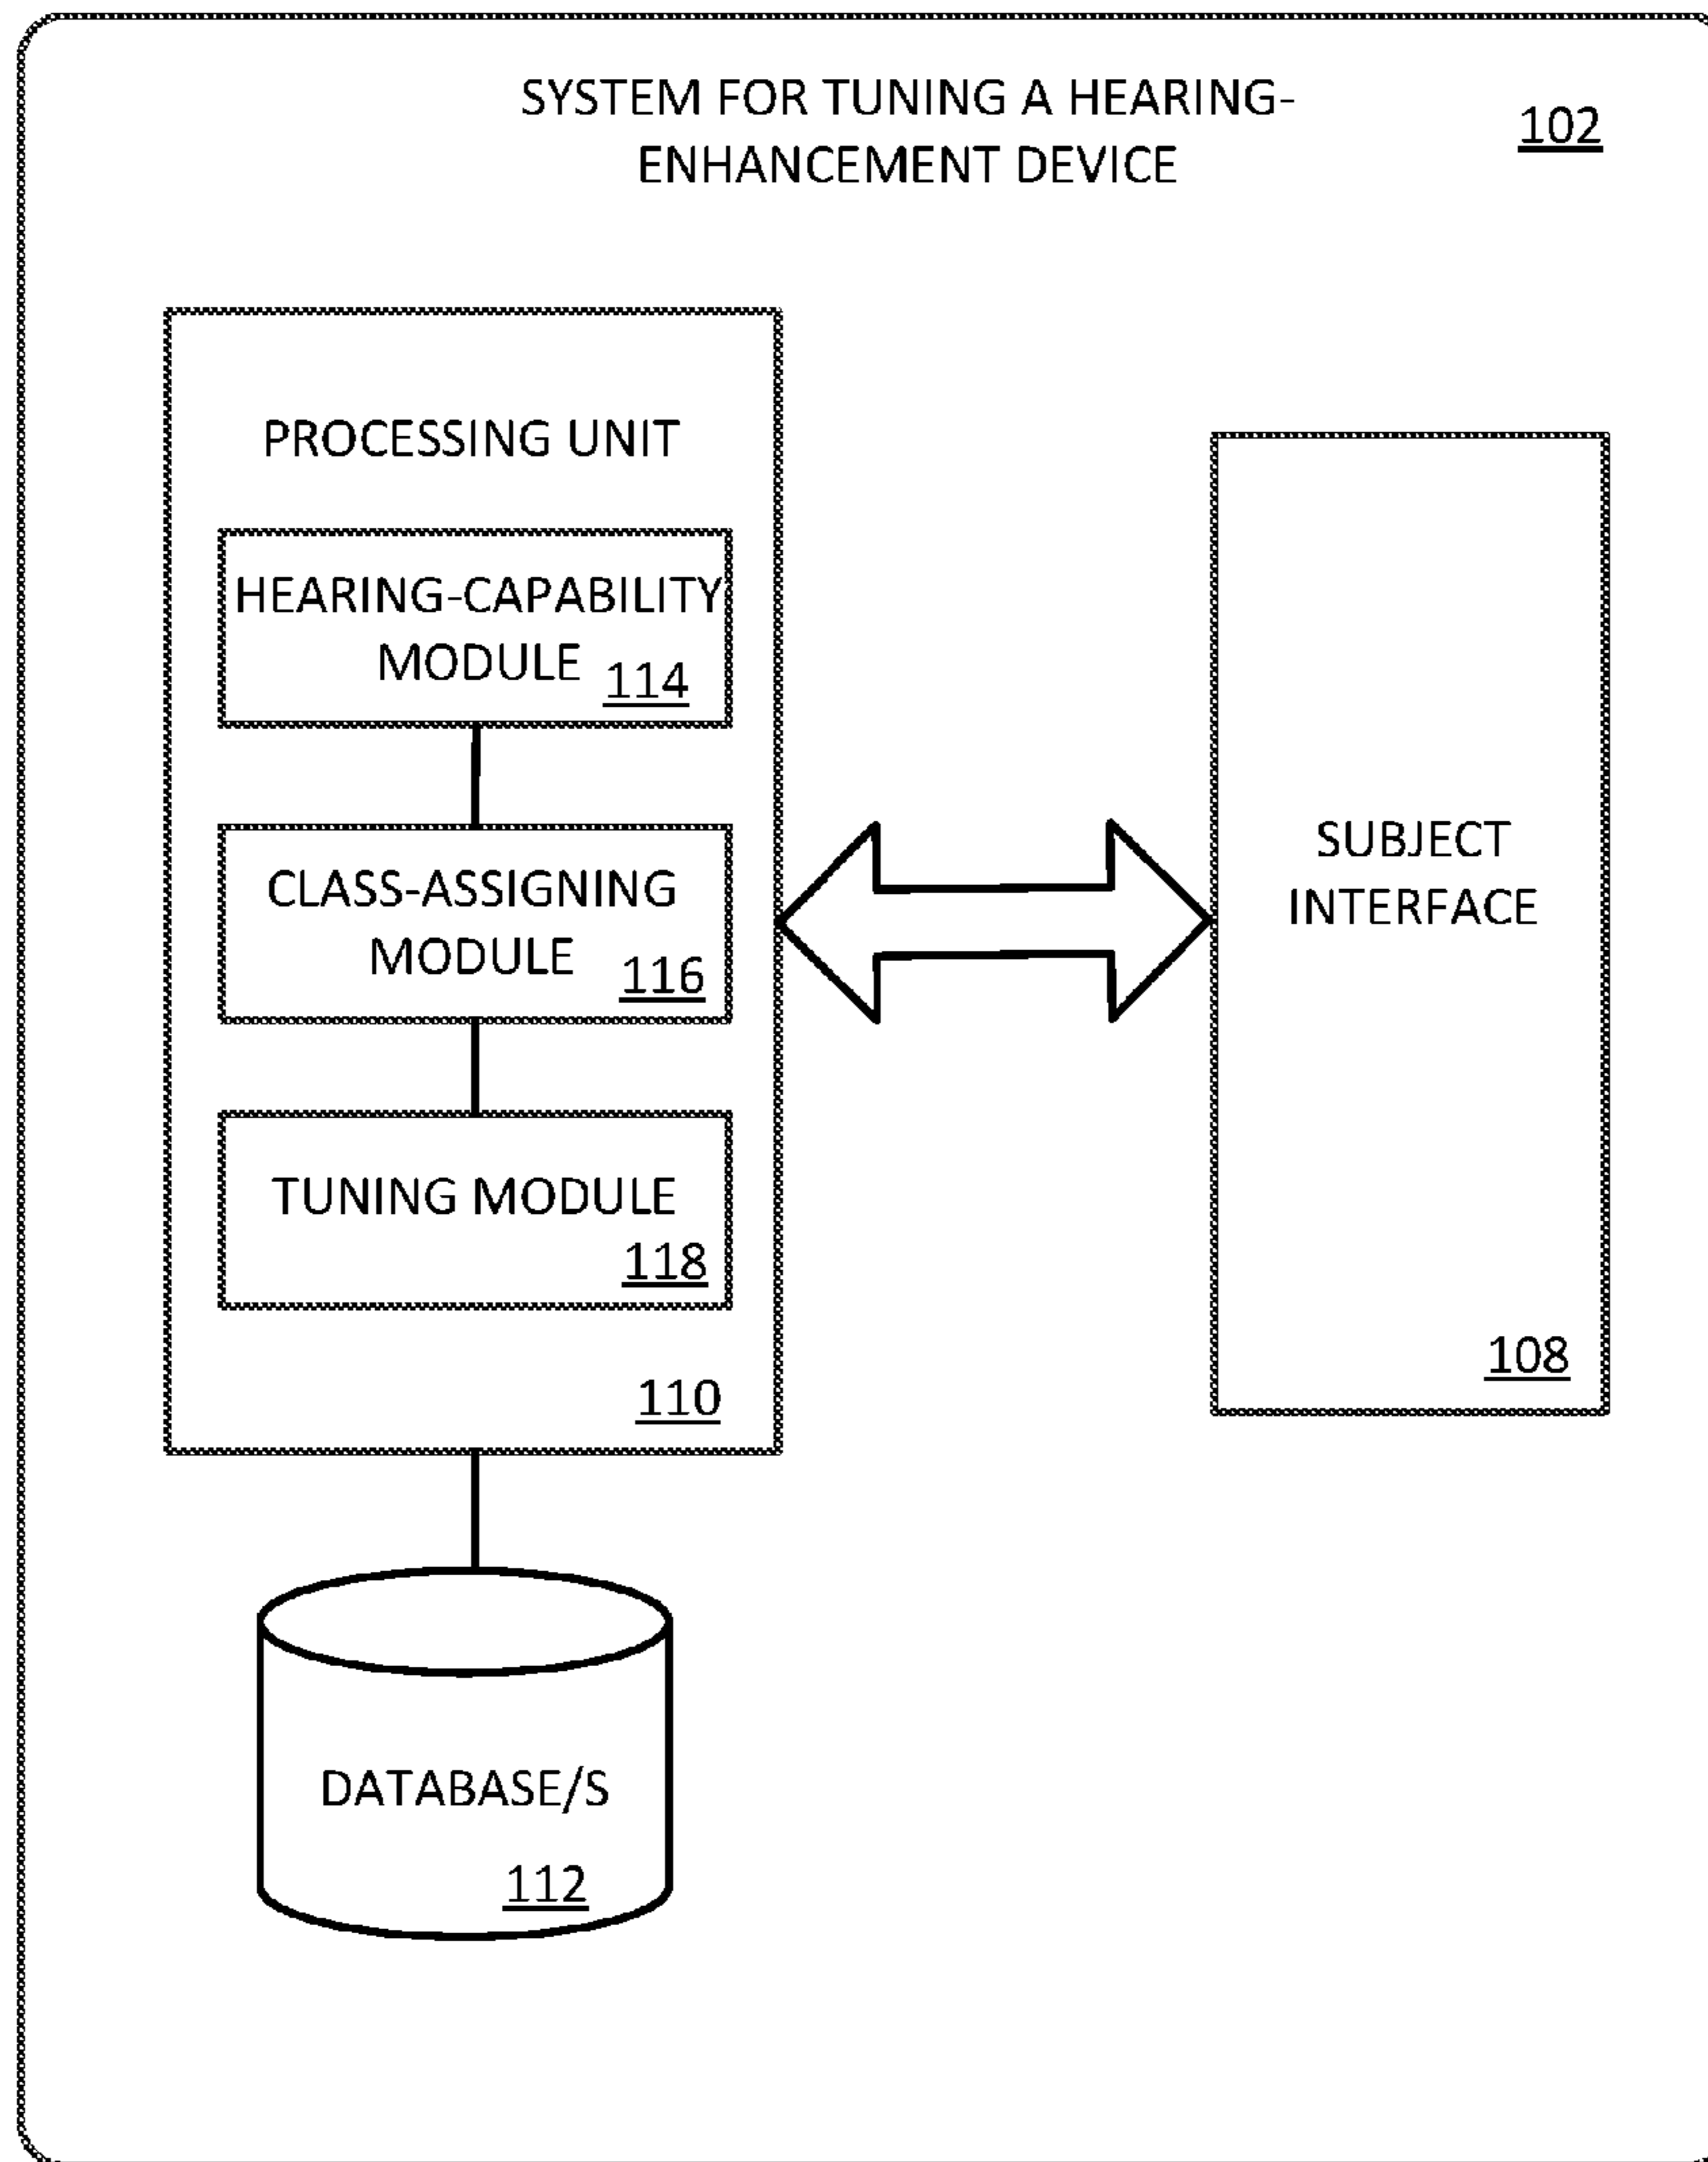 SYSTEM FOR TUNING A HEARING-
ENHANCEMENT DEVICE
102
PROCESSING UNIT
HEARING-CAPABILITY
MODULE
114
CLASS-ASSIGNING
MODULE
116
TUNING MODULE
118
110
SUBJECT
INTERFACE
108
DATABASE/S
112